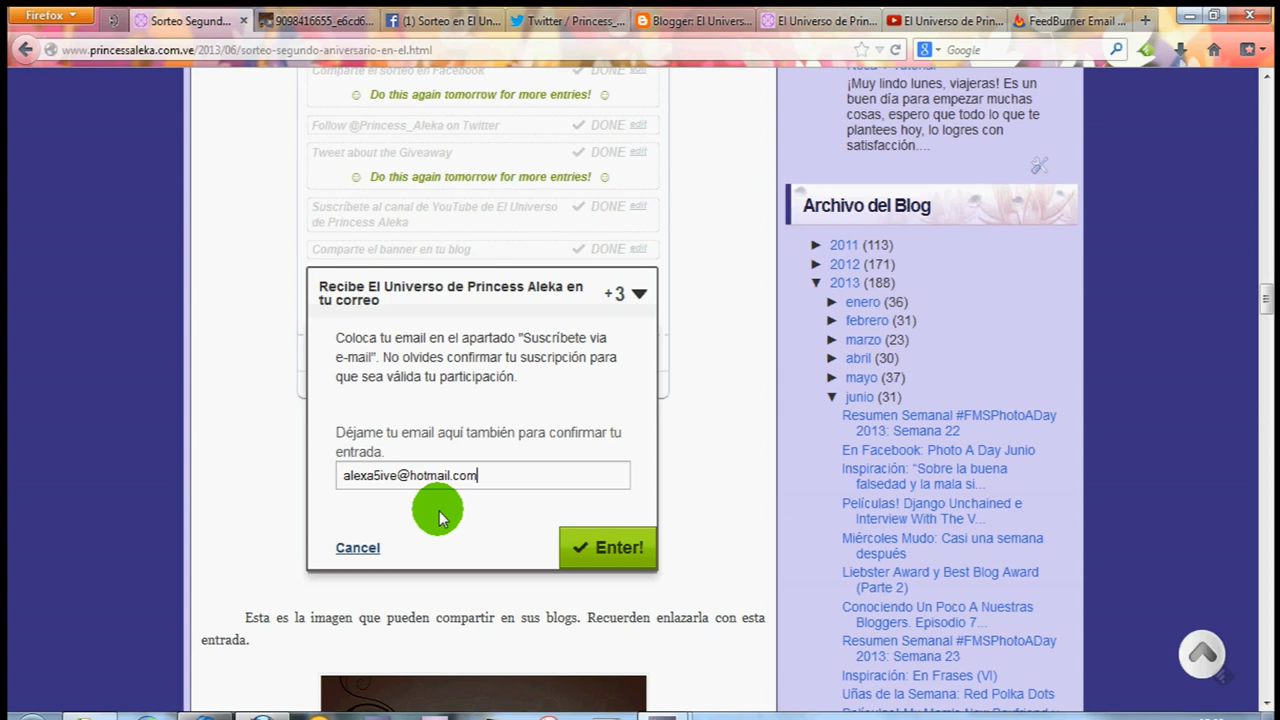 Firefox
Sorteo Segund...
9098416655_e6cd6...
(1) Sorteo en El Un...
Twitter / Princess_...
Blogger: El Univers...
El Universo de Prin...
El Universo de Prin...
FeedBurner Email ...
www.princessaleka.com.ve/2013/06/sorteo-segundo-aniversario-en-el.html
Google
Comparte el sorteo en Facebook
Do this again tomorrow for more entries!
Follow @Princess_Aleka on Twitter
DONE edit
Tweet about the Giveaway
DONE edit
Do this again tomorrow for more entries!
Suscríbete al canal de YouTube de El Universo
de Princess Aleka
DONE edit
Comparte el banner en tu blog
DONE edit
Recibe El Universo de Princess Aleka en
tu correo
+3
Coloca tu email en el apartado "Suscríbete via
e-mail". No olvides confirmar tu suscripción para
que sea válida tu participación.
Déjame tu email aquí también para confirmar tu
entrada.
alexa5ive@hotmail.com
Cancel
Enter!
Esta es la imagen que pueden compartir en sus blogs. Recuerden enlazarla con esta
entrada.
¡Muy lindo lunes, viajeras! Es un
buen día para empezar muchas
cosas, espero que todo lo que te
plantees hoy, lo logres con
satisfacción....
Archivo del Blog
2011 (113)
2012 (171)
2013 (188)
enero (36)
febrero (31)
marzo (23)
abril (30)
mayo (37)
junio (31)
Resumen Semanal #FMSPhotoADay
2013: Semana 22
En Facebook: Photo A Day Junio
Inspiración: “Sobre la buena
falsedad y la mala si...
Películas! Django Unchained e
Interview With The V...
Miércoles Mudo: Casi una semana
después
Liebster Award y Best Blog Award
(Parte 2)
Conociendo Un Poco A Nuestras
Bloggers. Episodio 7...
Resumen Semanal #FMSPhotoADay
2013: Semana 23
Inspiración: En Frases (VI)
Uñas de la Semana: Red Polka Dots